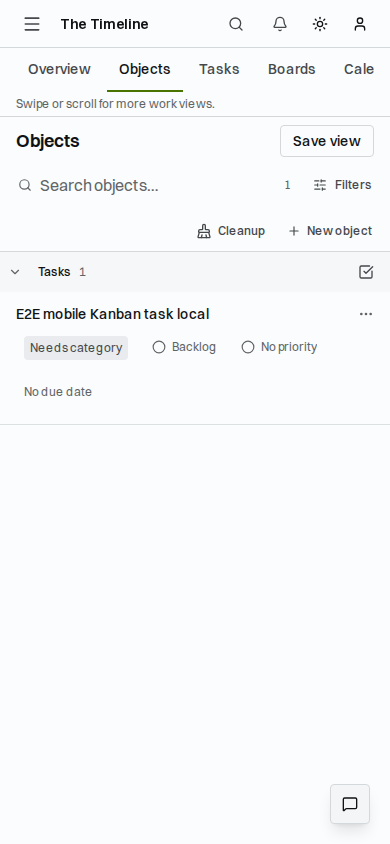 The Timeline
Overview Objects Tasks Boards Cale
Swipe or scroll for more work views.
Objects Save view
Search objects... 1 Filters
Cleanup New object
Tasks 1
E2E mobile Kanban task local
Needs category Backlog No priority
No due date